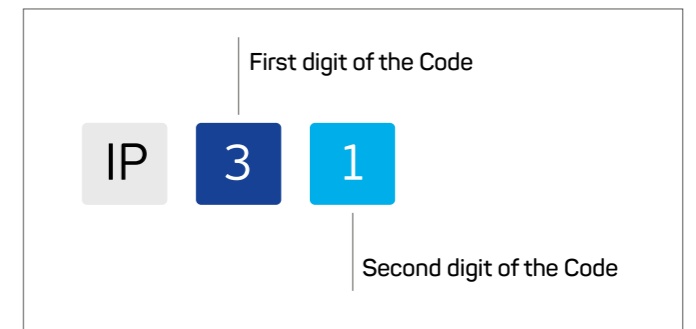 First digit of the Code
IP 3 1
Second digit of the Code